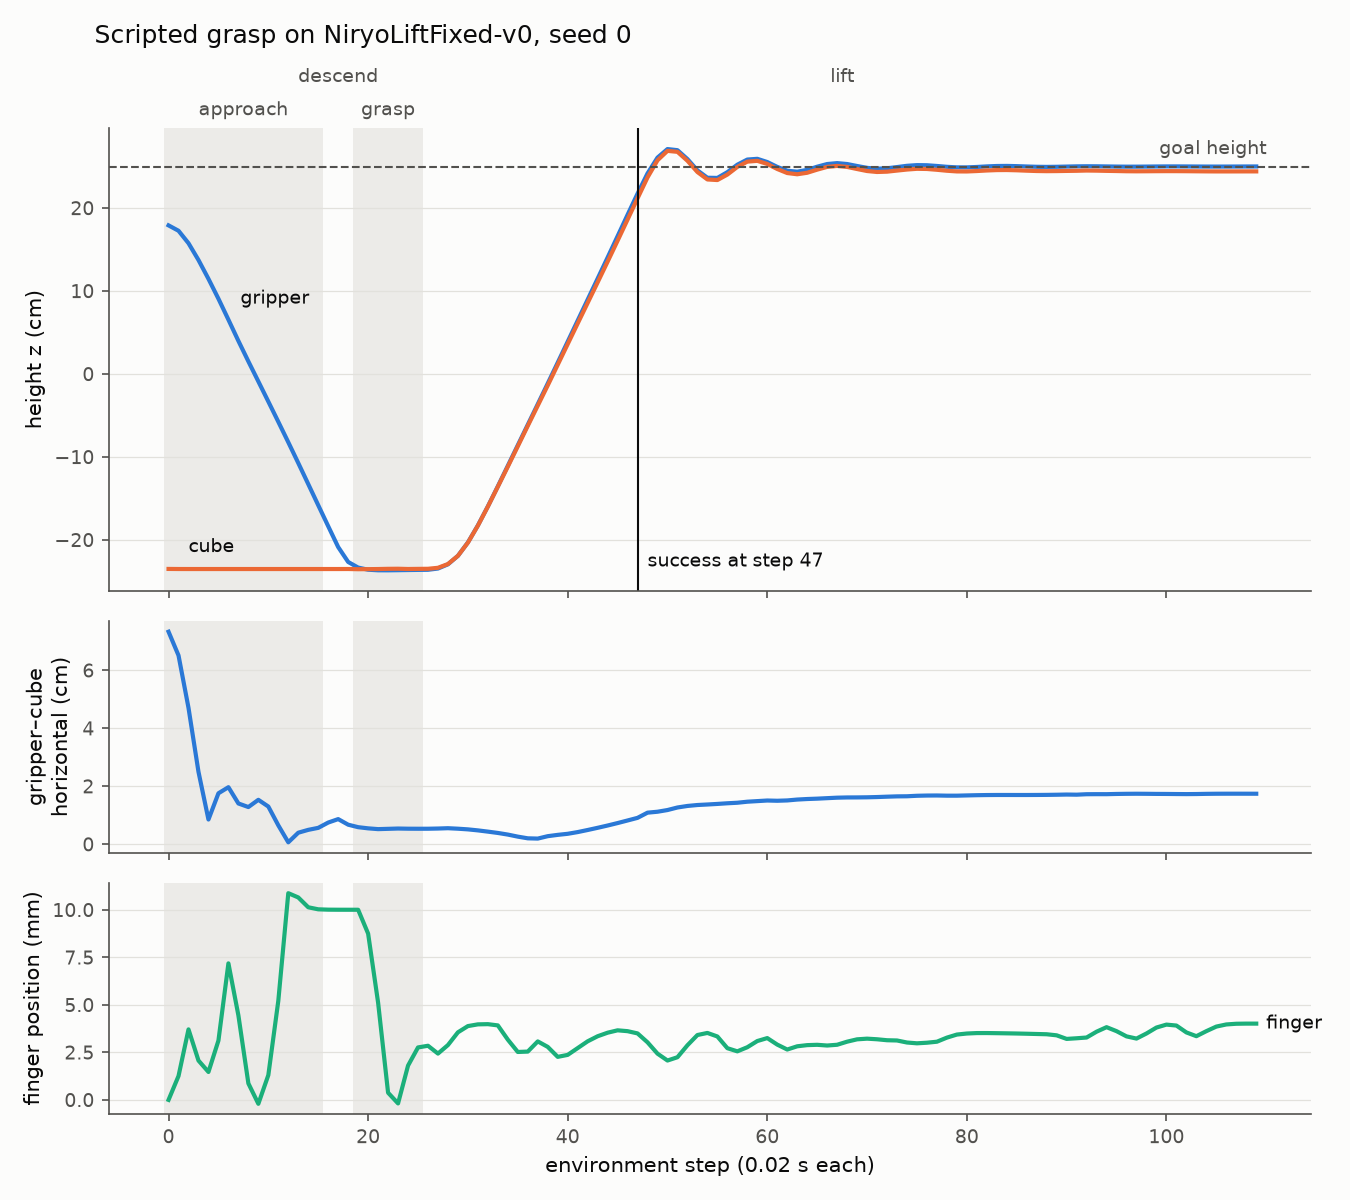 Scripted grasp on NiryoLiftFixed-v0, seed 0
descend
lift
approach
grasp
goal height
gripper
cube
success at step 47
height z (cm)
20
10
0
−10
−20
gripper–cube
horizontal (cm)
6
4
2
0
finger position (mm)
10.0
7.5
5.0
2.5
0.0
finger
0 20 40 60 80 100
environment step (0.02 s each)